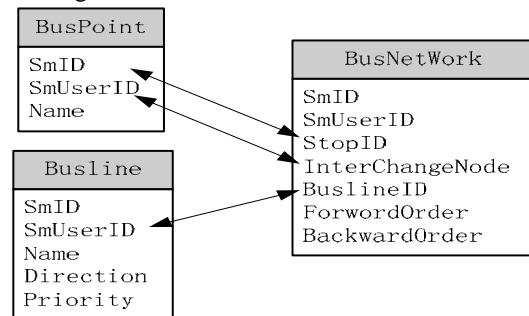 BusPoint
SmID
SmUserID
Name
BusNetWork
SmID
SmUserID
StopID
InterChangeNode
BuslineID
ForwordOrder
BackwardOrder
Busline
SmID
SmUserID
Name
Direction
Priority